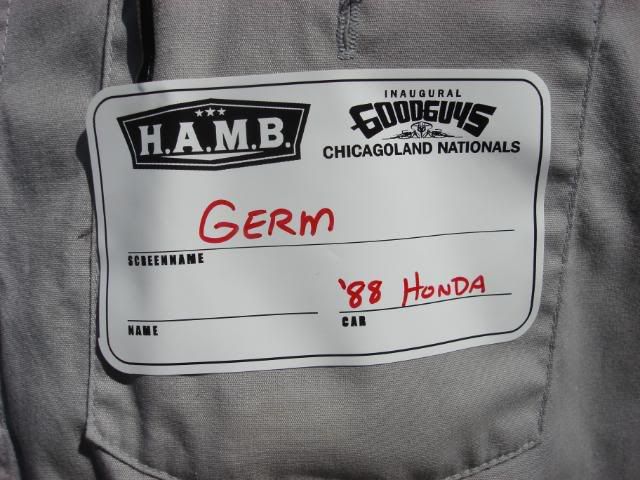 H.A.M.B.
INAUGURAL
GOODGUYS
CHICAGOLAND NATIONALS
GERM
SCREENNAME
'88 HONDA
NAME
CAR